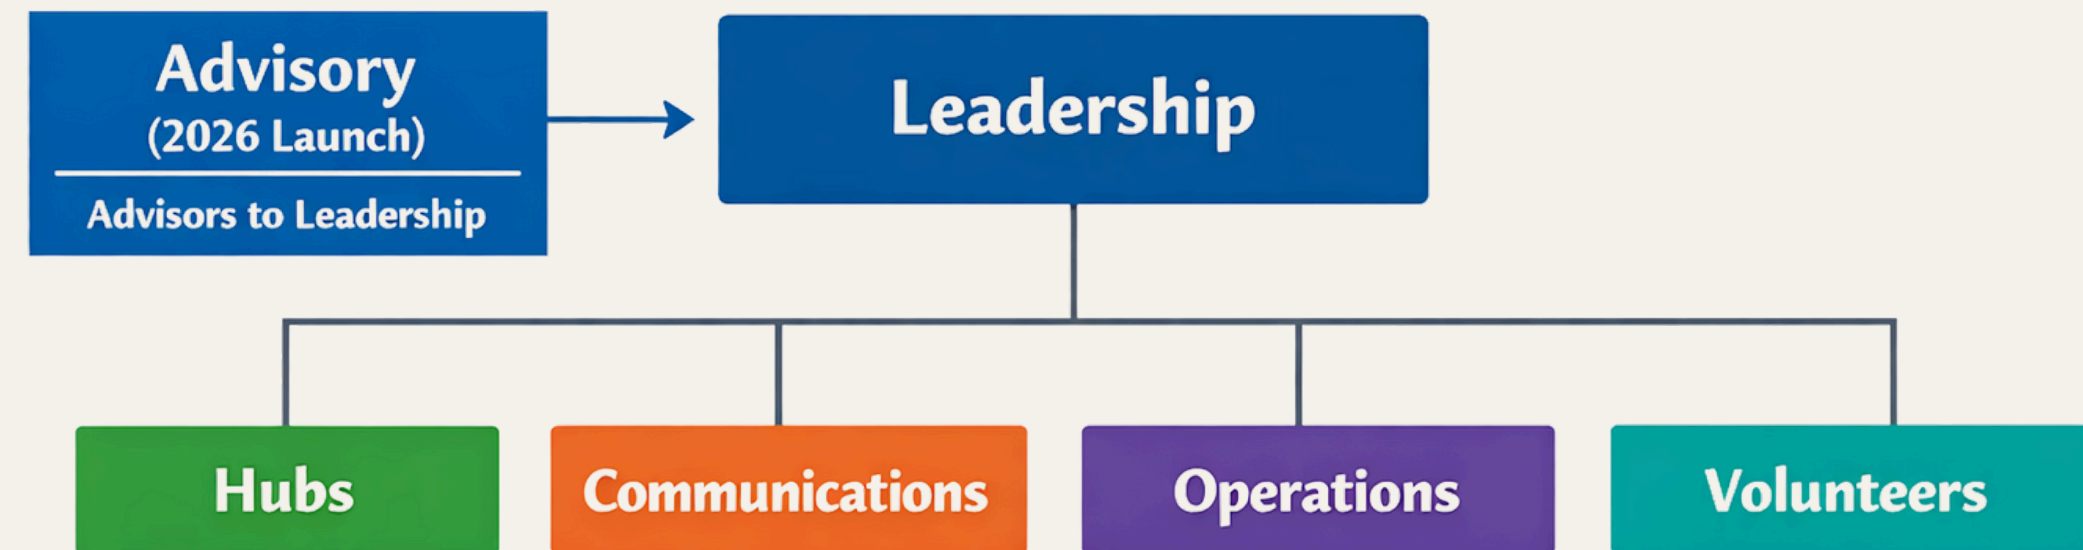 Advisory
(2026 Launch)
Advisors to Leadership
Leadership
Hubs
Communications
Operations
Volunteers